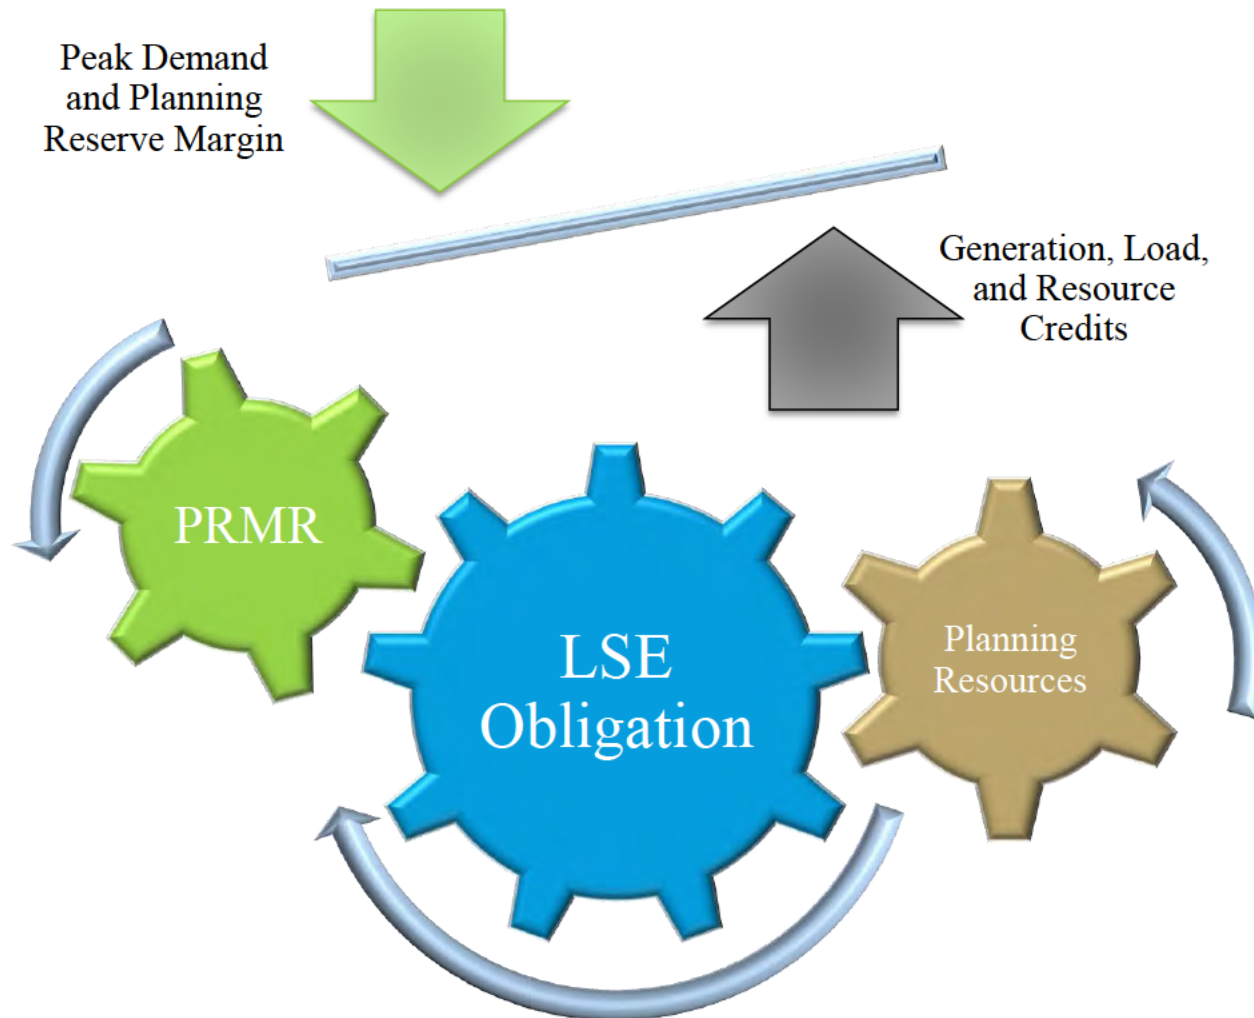 Peak Demand
and Planning
Reserve Margin
Generation, Load,
and Resource
Credits
PRMR
LSE
Obligation
Planning
Resources